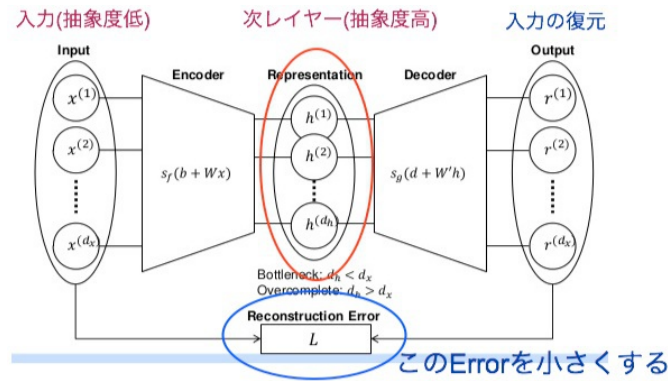 入力(抽象度低)
次レイヤー(抽象度高)
入力の復元
Input
Encoder
Representation
Decoder
Output
x^(1)
h^(1)
r^(1)
x^(2)
h^(2)
r^(2)
s_f(b + Wx)
s_g(d + W'h)
x^(d_x)
h^(d_h)
r^(d_x)
Bottleneck: d_h < d_x
Overcomplete: d_h > d_x
Reconstruction Error
L
このErrorを小さくする